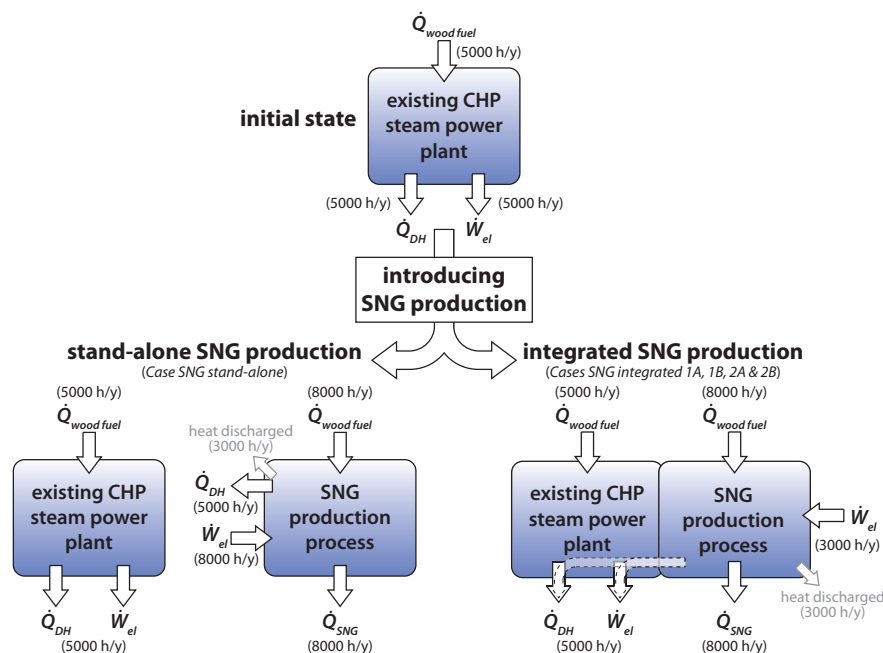 Q̇wood fuel
(5000 h/y)
existing CHP
steam power
plant
initial state
(5000 h/y)
(5000 h/y)
Q̇DH
Ẇel
introducing
SNG production
stand-alone SNG production
(Case SNG stand-alone)
(5000 h/y)
Q̇wood fuel
(8000 h/y)
Q̇wood fuel
heat discharged
(3000 h/y)
existing CHP
steam power
plant
Q̇DH
(5000 h/y)
Ẇel
(8000 h/y)
SNG
production
process
Q̇DH
Ẇel
(5000 h/y)
Q̇SNG
(8000 h/y)
integrated SNG production
(Cases SNG integrated 1A, 1B, 2A & 2B)
(5000 h/y)
Q̇wood fuel
(8000 h/y)
Q̇wood fuel
existing CHP
steam power
plant
SNG
production
process
Ẇel
(3000 h/y)
heat discharged
(3000 h/y)
Q̇DH
Ẇel
(5000 h/y)
Q̇SNG
(8000 h/y)